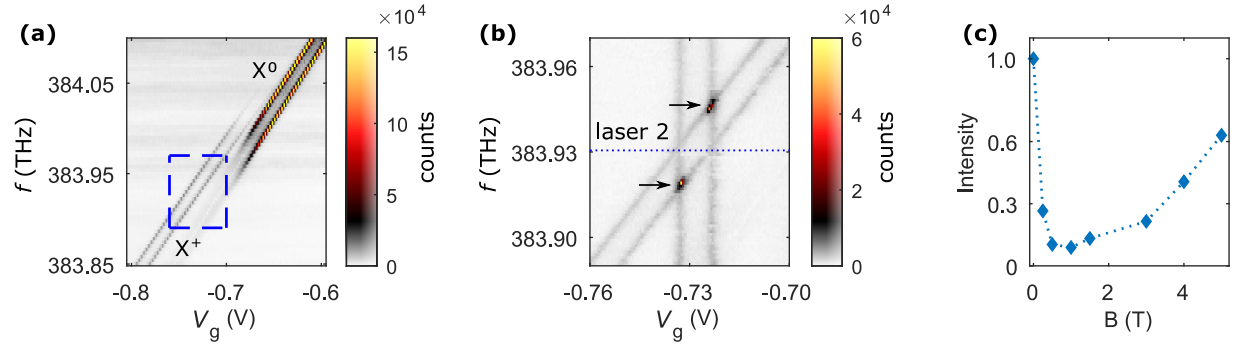 (a)
×10⁴
X⁰
X⁺
384.05
383.95
383.85
f (THz)
-0.8
-0.7
-0.6
V_g (V)
15
10
5
0
counts
(b)
×10⁴
laser 2
383.96
383.93
383.90
f (THz)
-0.76
-0.73
-0.70
V_g (V)
6
4
2
0
counts
(c)
1.0
0.6
0.3
0
Intensity
0
2
4
B (T)